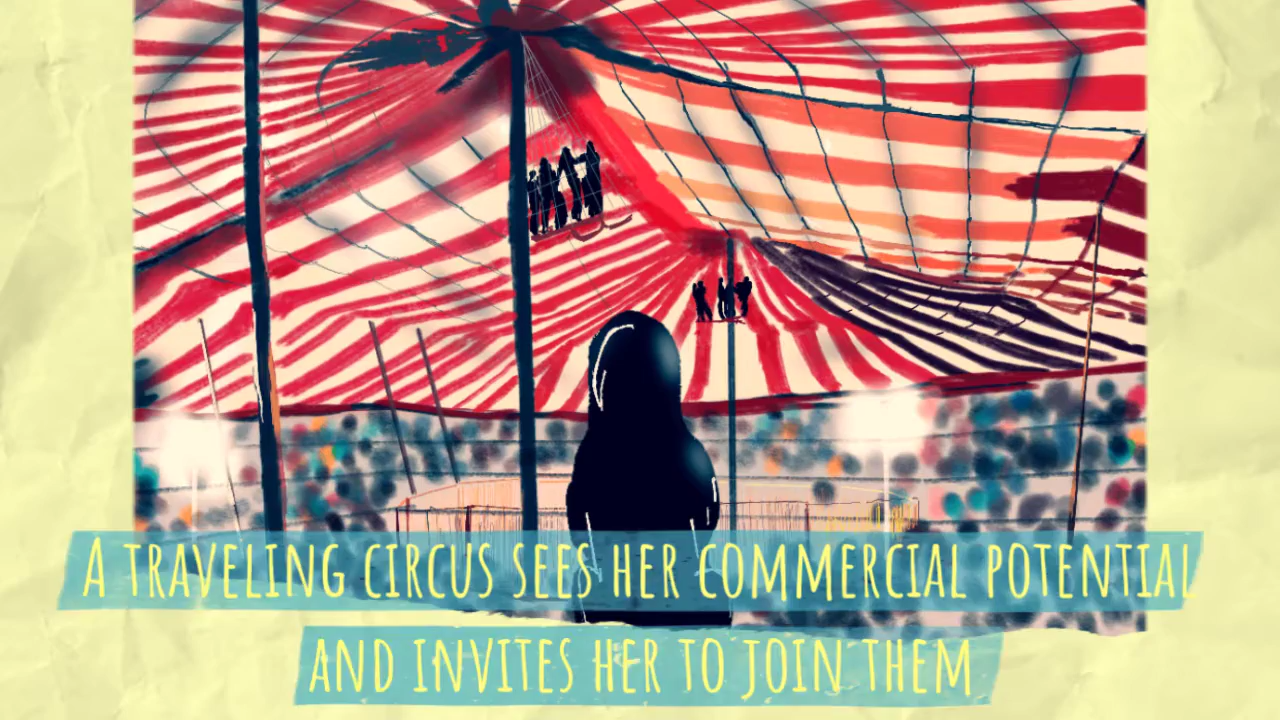 A TRAVELING CIRCUS SEES HER COMMERCIAL POTENTIAL
AND INVITES HER TO JOIN THEM